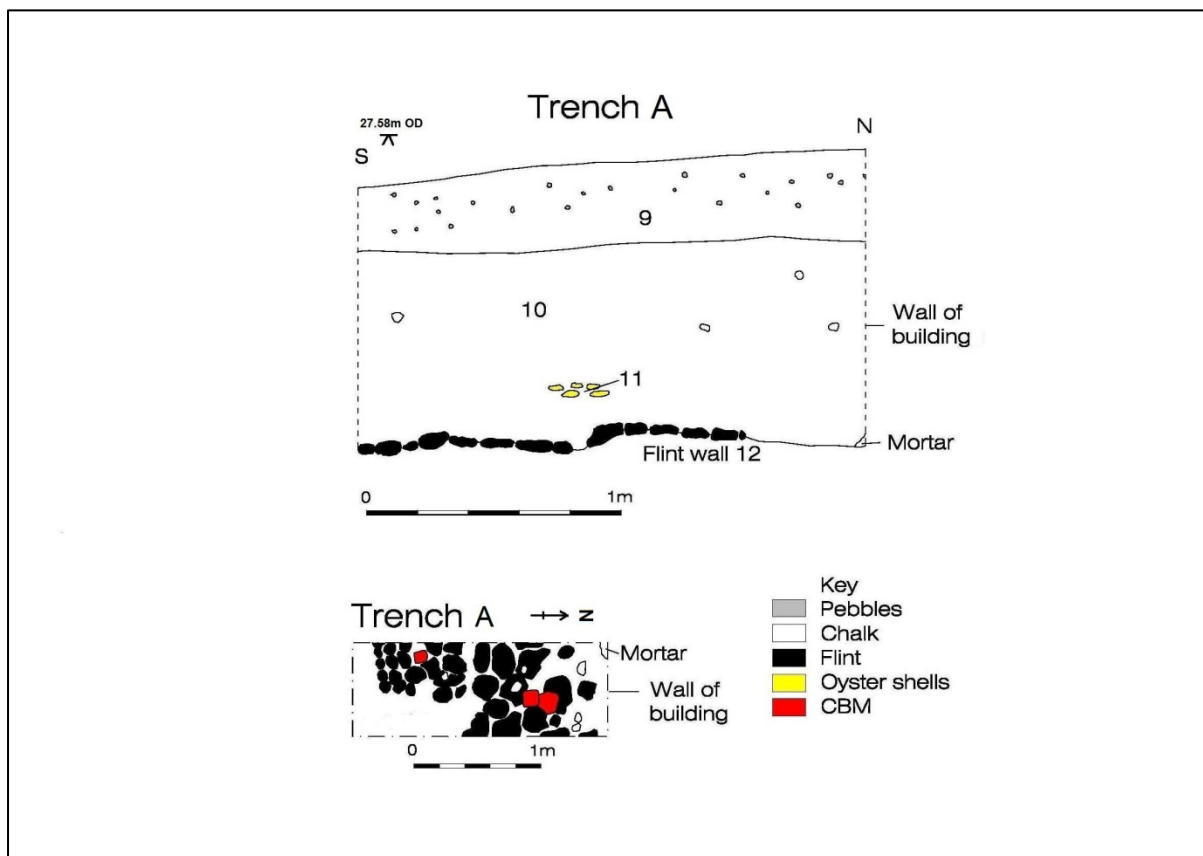 Trench A
27.58m OD
S
N
9
10
Wall of
building
11
Flint wall 12
Mortar
0 1m
Trench A N
Mortar
Wall of
building
0 1m
Key
Pebbles
Chalk
Flint
Oyster shells
CBM